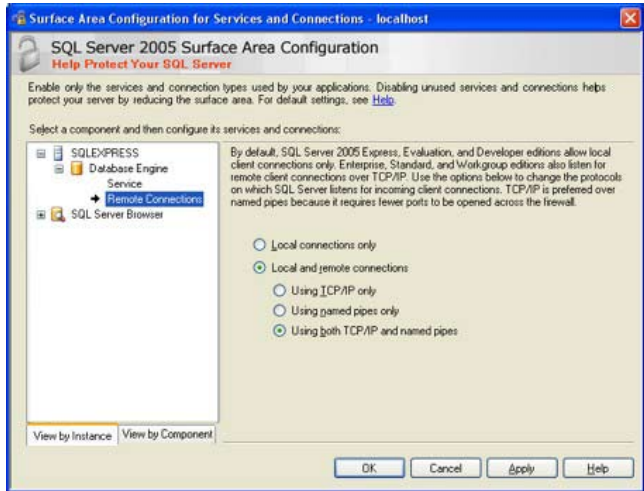 Surface Area Configuration for Services and Connections - localhost
SQL Server 2005 Surface Area Configuration
Help Protect Your SQL Server
Enable only the services and connection types used by your applications. Disabling unused services and connections helps
protect your server by reducing the surface area. For default settings, see Help.
Select a component and then configure its services and connections:
SQLEXPRESS
Database Engine
Service
Remote Connections
SQL Server Browser
By default, SQL Server 2005 Express, Evaluation, and Developer editions allow local
client connections only. Enterprise, Standard, and Workgroup editions also listen for
remote client connections over TCP/IP. Use the options below to change the protocols
on which SQL Server listens for incoming client connections. TCP/IP is preferred over
named pipes because it requires fewer ports to be opened across the firewall.
Local connections only
Local and remote connections
Using TCP/IP only
Using named pipes only
Using both TCP/IP and named pipes
View by Instance
View by Component
OK
Cancel
Apply
Help